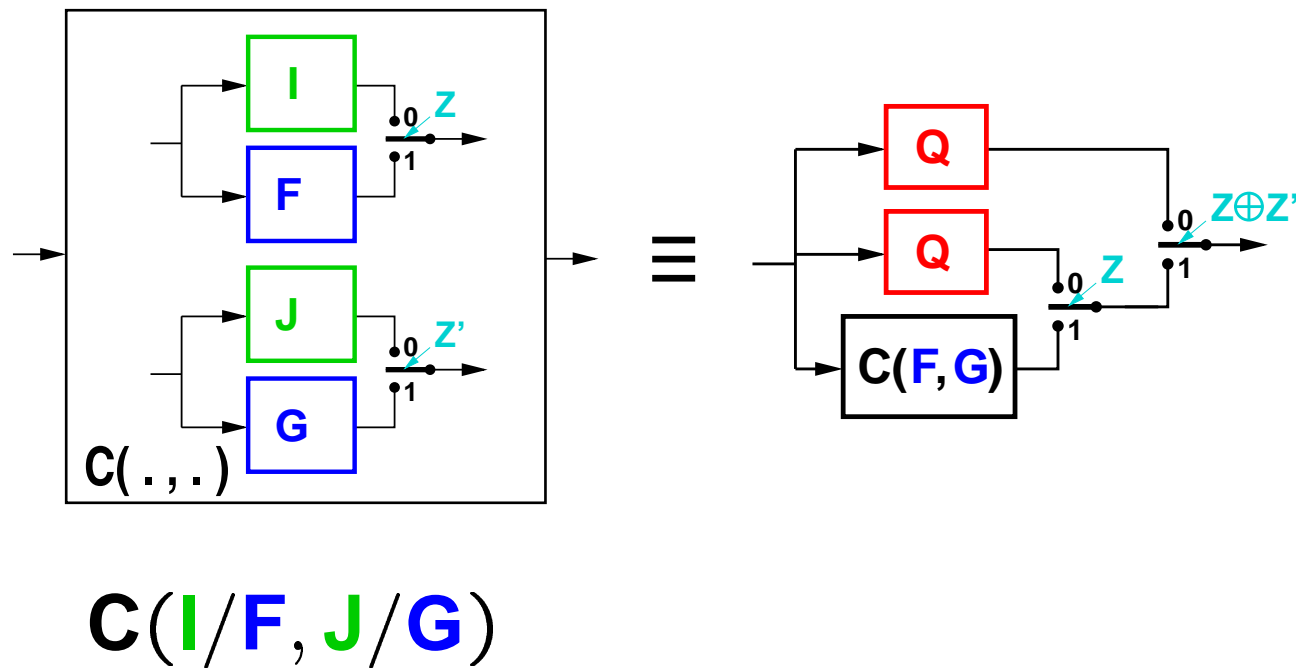 I
0
Z
1
F
J
0
Z'
1
G
C(.,.)
≡
Q
0
Z⊕Z'
1
Q
0
Z
1
C(F,G)
C(I/F, J/G)